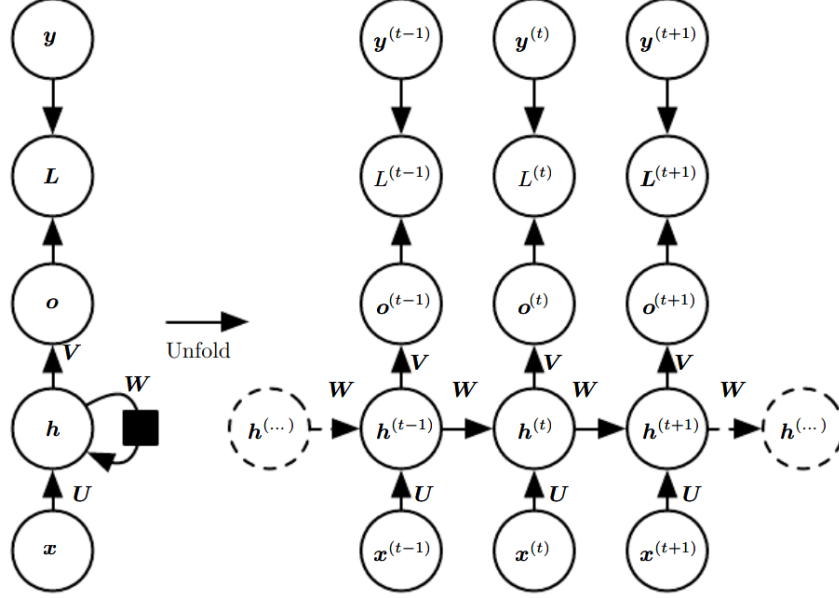 y y^(t−1) y^(t) y^(t+1)
L L^(t−1) L^(t) L^(t+1)
o o^(t−1) o^(t) o^(t+1)
Unfold
V V V V
W W W W W
h h^(...) h^(t−1) h^(t) h^(t+1) h^(...)
U U U U
x x^(t−1) x^(t) x^(t+1)